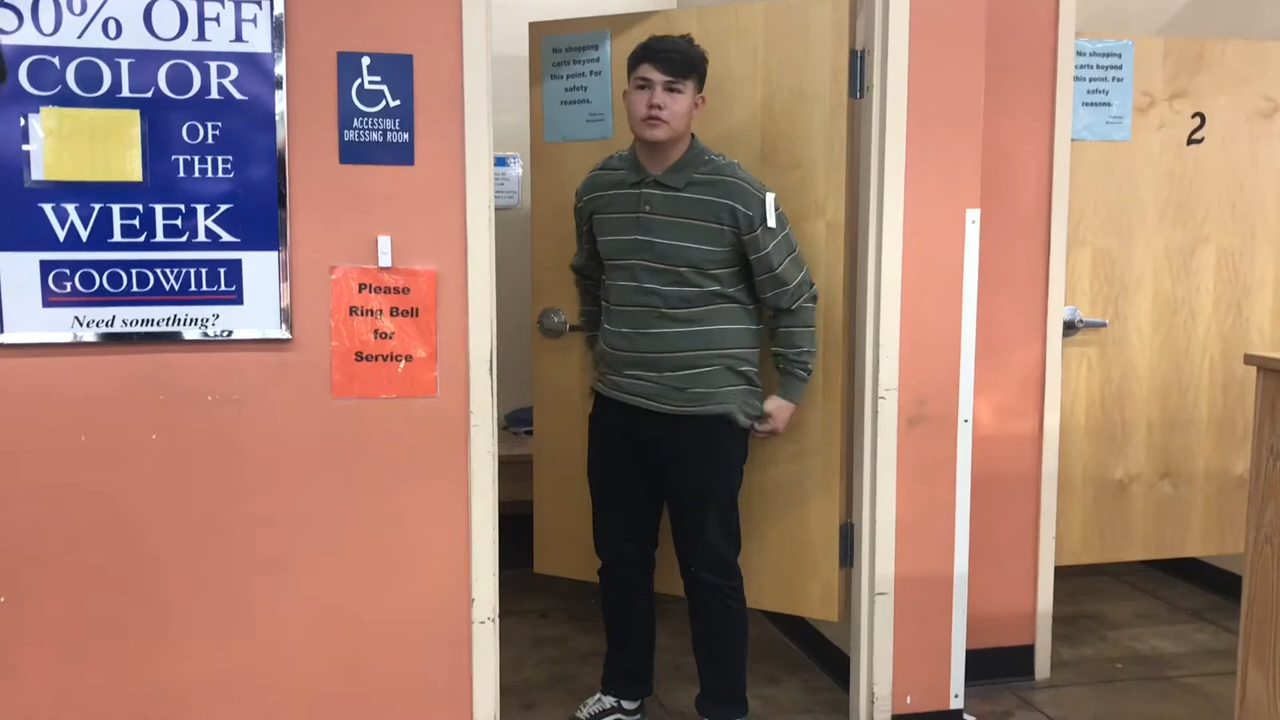 50% OFF
COLOR
OF
THE
WEEK
GOODWILL
Need something?
ACCESSIBLE
DRESSING ROOM
Please
Ring Bell
for
Service
No shopping
carts beyond
this point. For
safety
reasons.
No shopping
carts beyond
this point. For
safety
reasons.
2